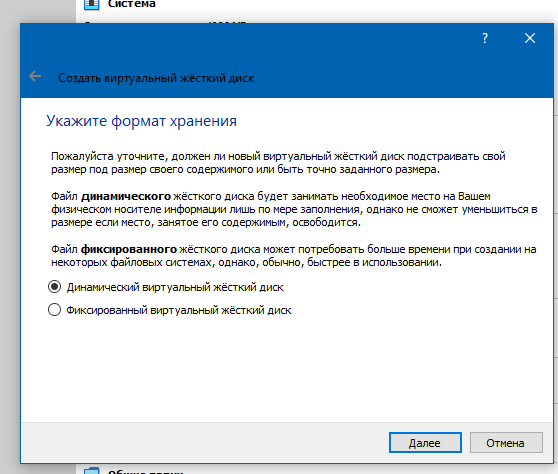 Система
?
Создать виртуальный жёсткий диск
Укажите формат хранения
Пожалуйста уточните, должен ли новый виртуальный жёсткий диск подстраивать свой
размер под размер своего содержимого или быть точно заданного размера.
Файл динамического жёсткого диска будет занимать необходимое место на Вашем
физическом носителе информации лишь по мере заполнения, однако не сможет уменьшиться в
размере если место, занятое его содержимым, освободится.
Файл фиксированного жёсткого диска может потребовать больше времени при создании на
некоторых файловых системах, однако, обычно, быстрее в использовании.
Динамический виртуальный жёсткий диск
Фиксированный виртуальный жёсткий диск
Далее
Отмена